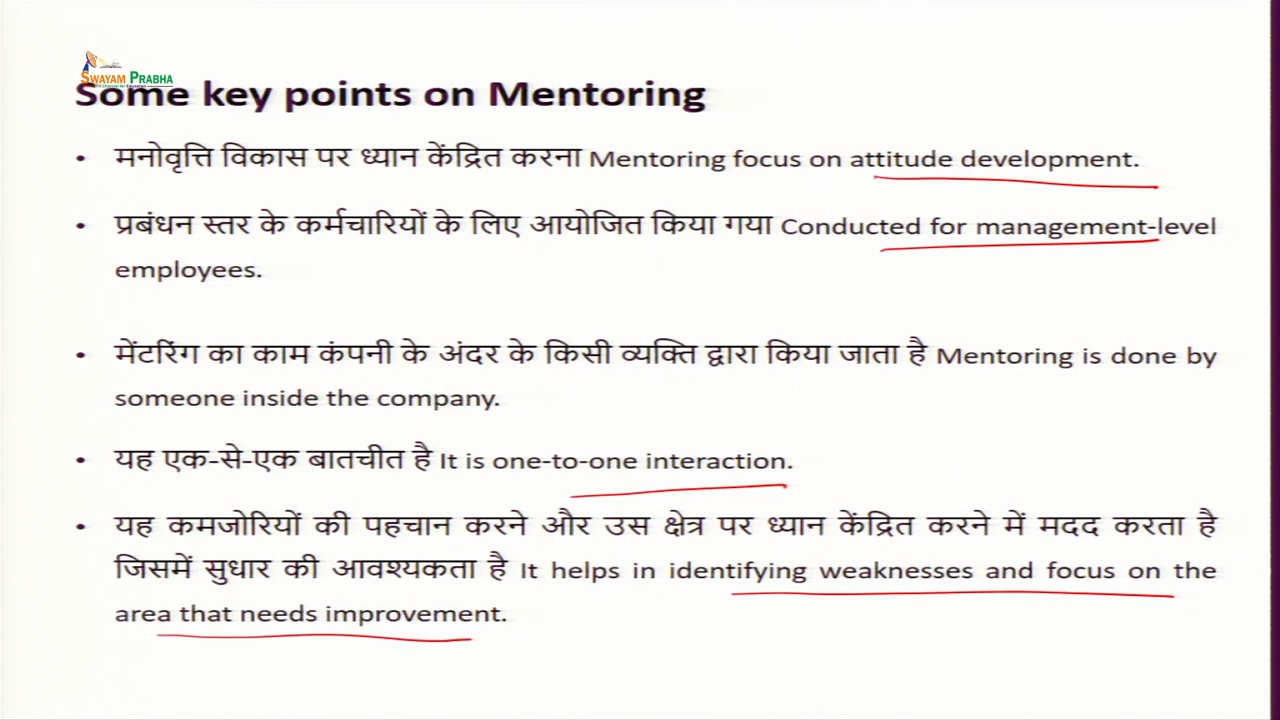 SWAYAM PRABHA
Some key points on Mentoring
• मनोवृत्ति विकास पर ध्यान केंद्रित करना Mentoring focus on attitude development.
• प्रबंधन स्तर के कर्मचारियों के लिए आयोजित किया गया Conducted for management-level
employees.
• मेंटरिंग का काम कंपनी के अंदर के किसी व्यक्ति द्वारा किया जाता है Mentoring is done by
someone inside the company.
• यह एक-से-एक बातचीत है It is one-to-one interaction.
• यह कमजोरियों की पहचान करने और उस क्षेत्र पर ध्यान केंद्रित करने में मदद करता है
जिसमें सुधार की आवश्यकता है It helps in identifying weaknesses and focus on the
area that needs improvement.